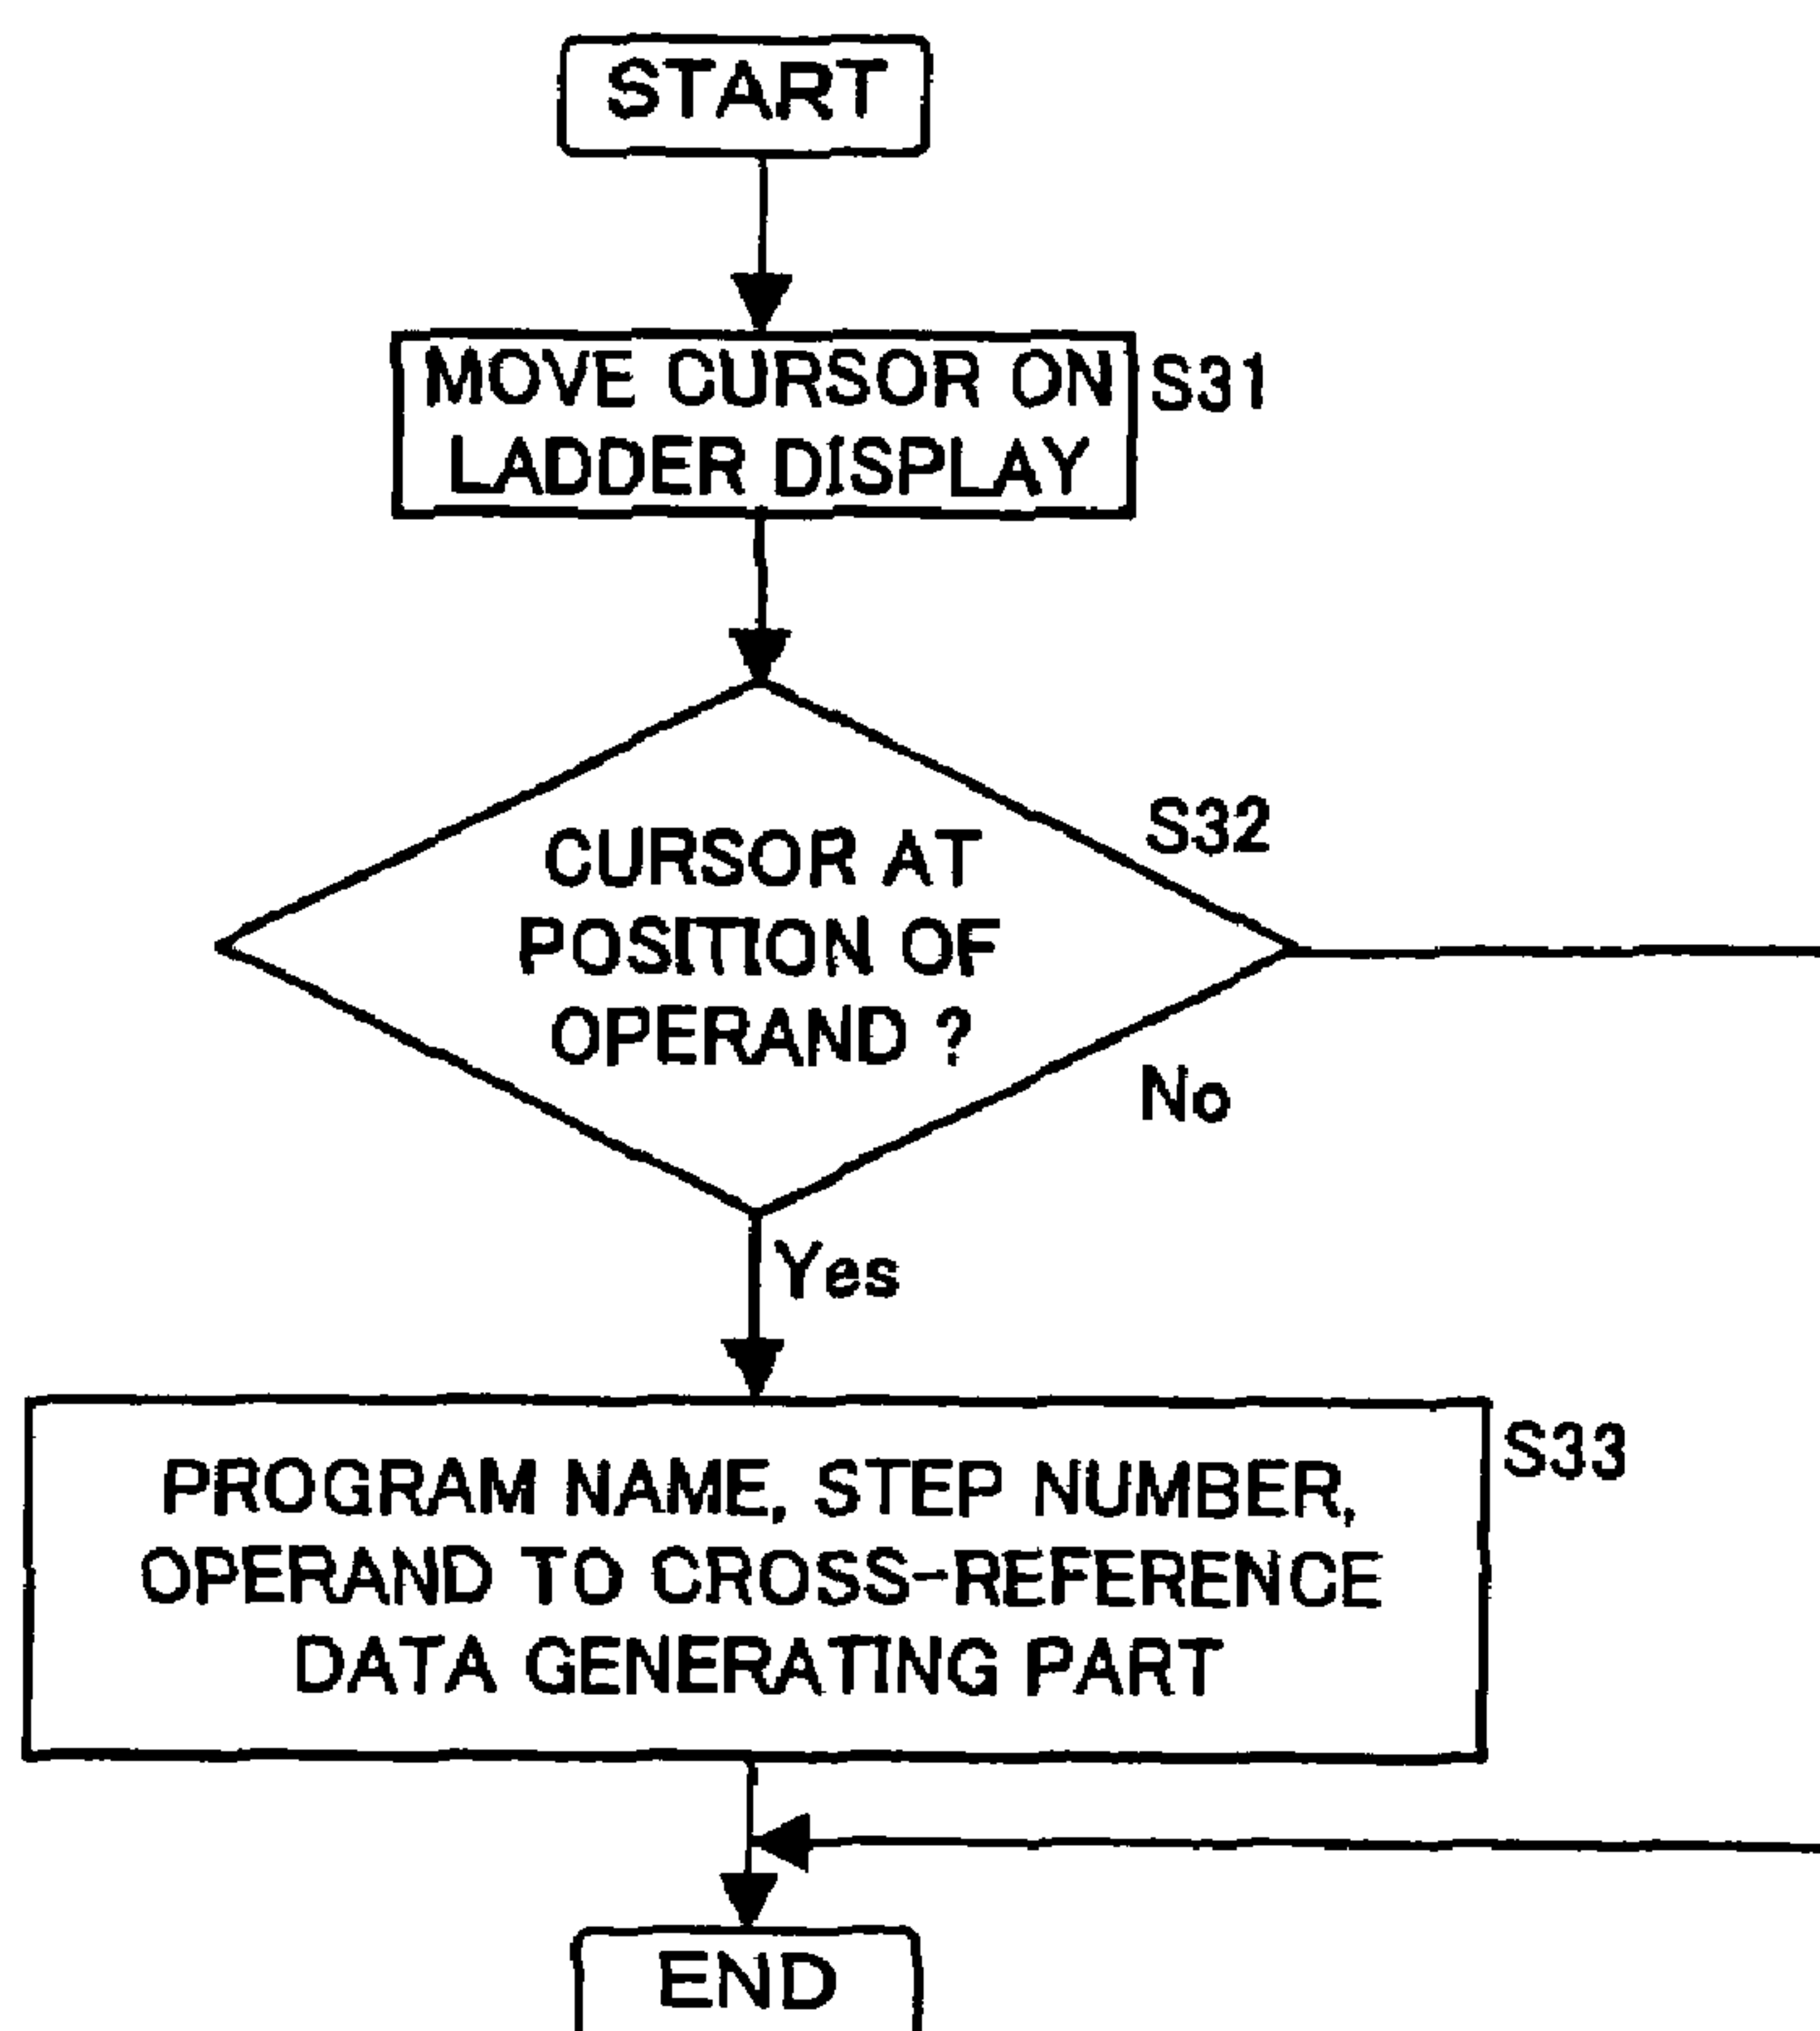 START
MOVE CURSOR ON
LADDER DISPLAY
S31
S32
CURSOR AT
POSITION OF
OPERAND ?
No
Yes
S33
PROGRAM NAME, STEP NUMBER,
OPERAND TO CROSS-REFERENCE
DATA GENERATING PART
END